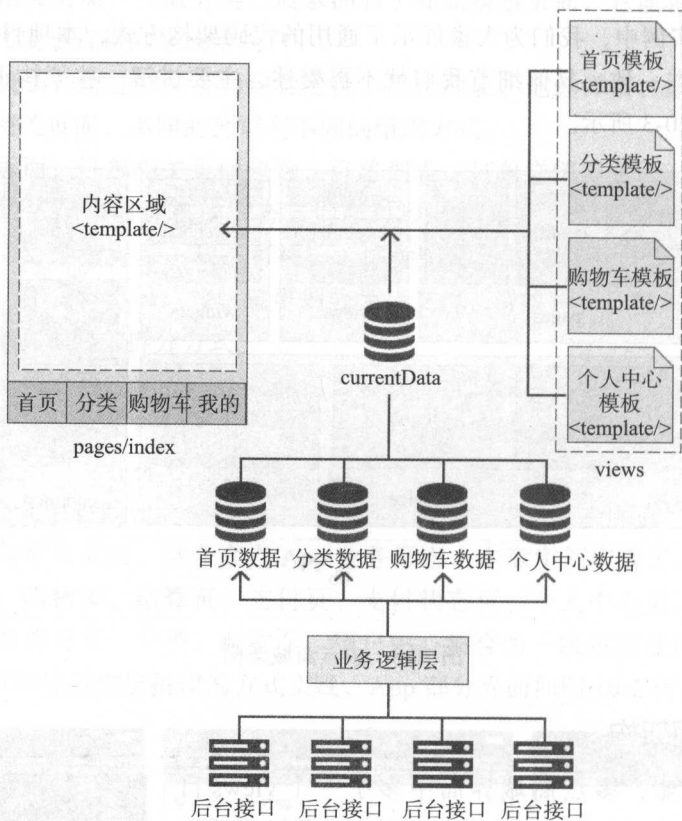 首页模板
<template/>
分类模板
<template/>
购物车模板
<template/>
个人中心
模板
<template/>
views
内容区域
<template/>
首页 分类 购物车 我的
pages/index
currentData
首页数据 分类数据 购物车数据 个人中心数据
业务逻辑层
后台接口 后台接口 后台接口 后台接口